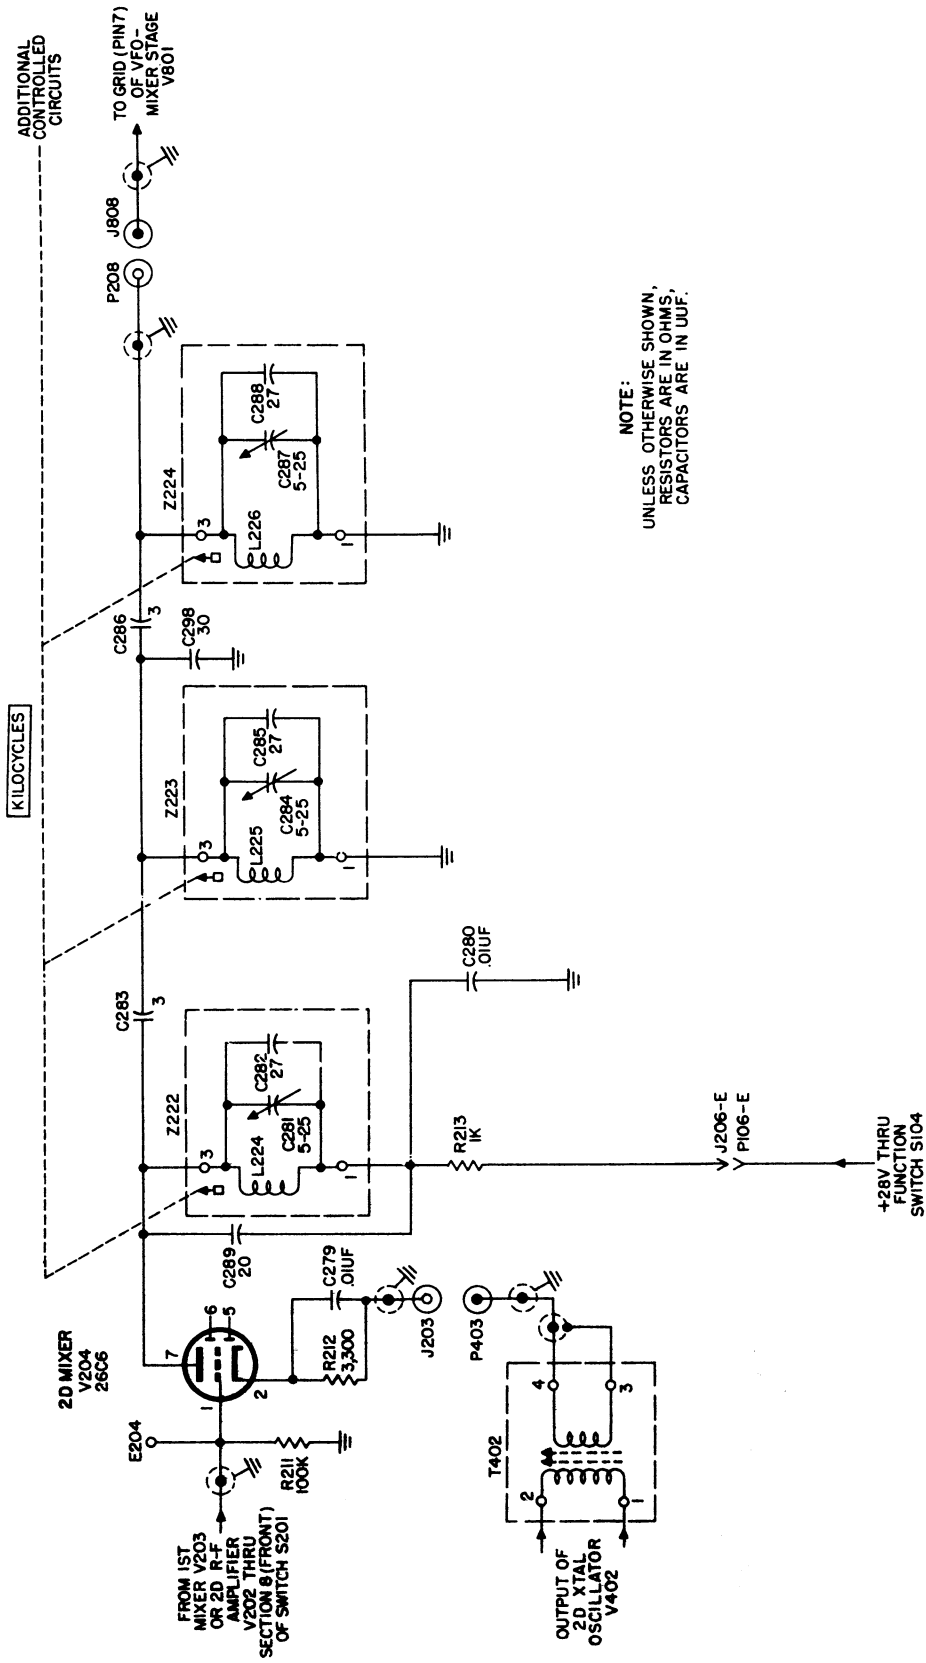 ADDITIONAL
CONTROLLED
CIRCUITS
TO GRID (PIN7)
OF VFO-
MIXER STAGE
V801
J808
P208
KILOCYCLES
Z224
3
L226
C287
5-25
C288
27
1
C286
3
C298
30
Z223
3
L225
C284
5-25
C285
27
1
C283
3
Z222
3
L224
C281
5-25
C282
27
1
C280
.01UF
C289
20
R213
1K
J206-E
P106-E
+28V THRU
FUNCTION
SWITCH S104
2D MIXER
V204
26C6
7
6
5
1
2
E204
R211
100K
R212
3,300
C279
.01UF
J203
P403
FROM 1ST
MIXER V203
OR 2D R-F
AMPLIFIER
V202 THRU
SECTION 8 (FRONT)
OF SWITCH S201
T402
4
3
2
1
OUTPUT OF
2D XTAL
OSCILLATOR
V402
NOTE:
UNLESS OTHERWISE SHOWN,
RESISTORS ARE IN OHMS,
CAPACITORS ARE IN UUF.